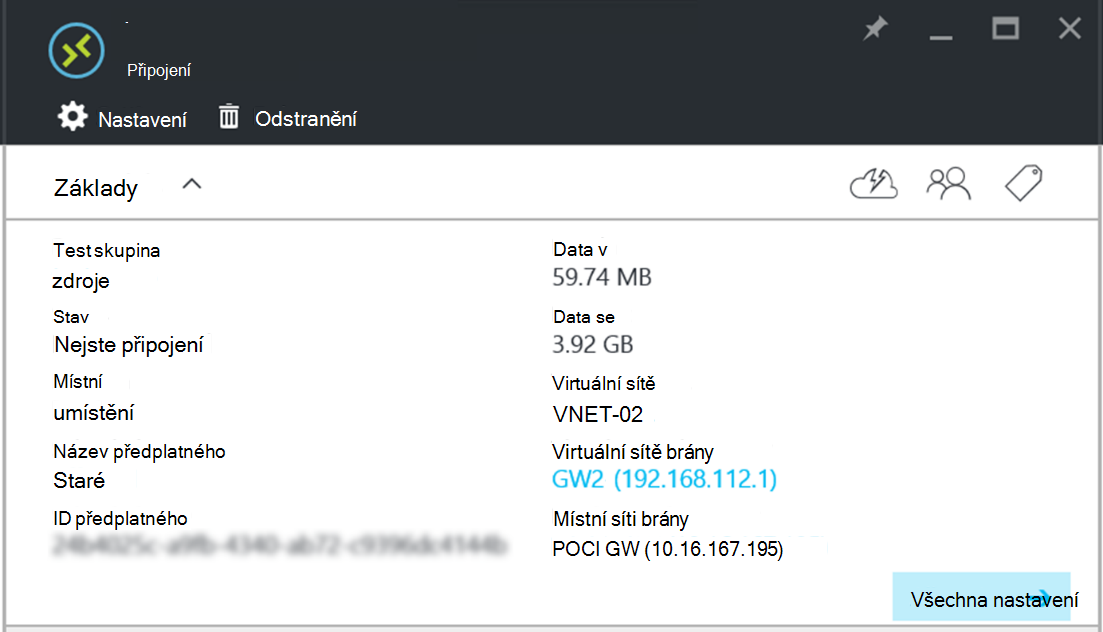 Připojení
Nastavení
Odstranění
Základy
Test skupina
zdroje
Stav
Nejste připojení
Místní
umístění
Název předplatného
Staré
ID předplatného
Data v
59.74 MB
Data se
3.92 GB
Virtuální sítě
VNET-02
Virtuální sítě brány
GW2 (192.168.112.1)
Místní síti brány
POCI GW (10.16.167.195)
Všechna nastavení